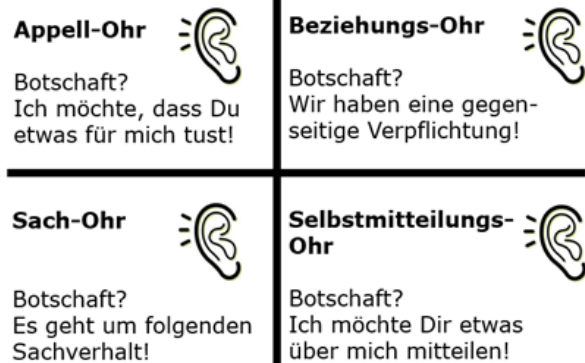 Appell-Ohr
Botschaft?
Ich möchte, dass Du
etwas für mich tust!
Beziehungs-Ohr
Botschaft?
Wir haben eine gegen-
seitige Verpflichtung!
Sach-Ohr
Botschaft?
Es geht um folgenden
Sachverhalt!
Selbstmitteilungs-
Ohr
Botschaft?
Ich möchte Dir etwas
über mich mitteilen!